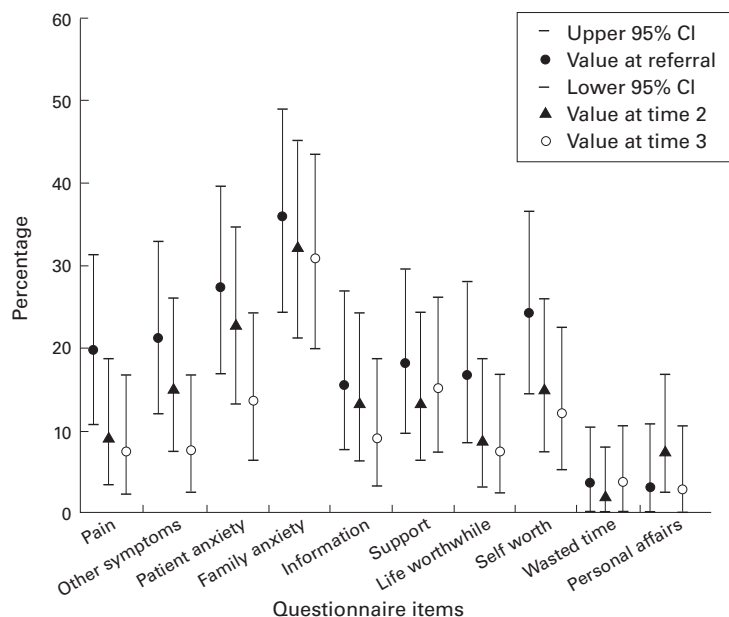 60
50
40
30
20
10
0
Percentage
Upper 95% CI
Value at referral
Lower 95% CI
Value at time 2
Value at time 3
Pain
Other symptoms
Patient anxiety
Family anxiety
Information
Support
Life worthwhile
Self worth
Wasted time
Personal affairs
Questionnaire items